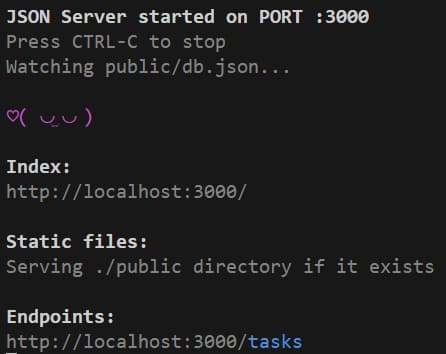 JSON Server started on PORT :3000
Press CTRL-C to stop
Watching public/db.json...
♡( ◡‿◡ )
Index:
http://localhost:3000/
Static files:
Serving ./public directory if it exists
Endpoints:
http://localhost:3000/tasks